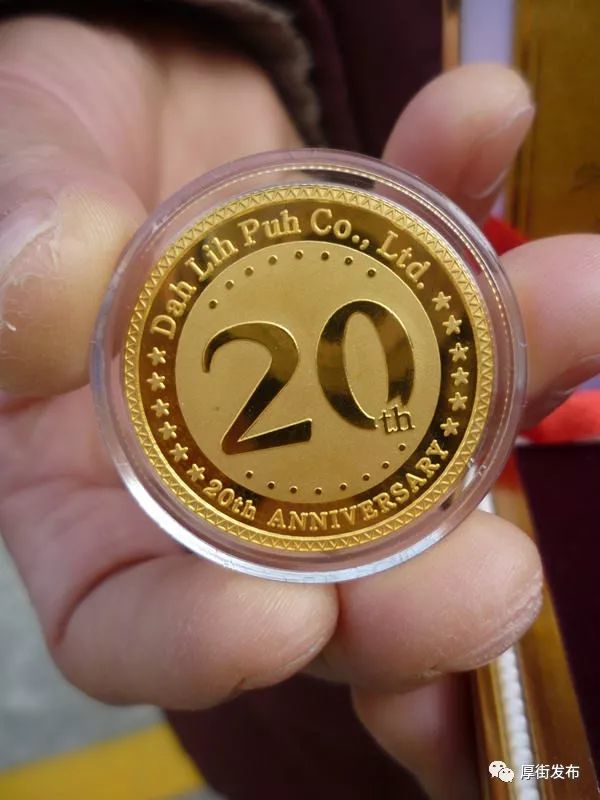 Dah Lih Puh Co., Ltd.
20th
20th ANNIVERSARY
厚街发布